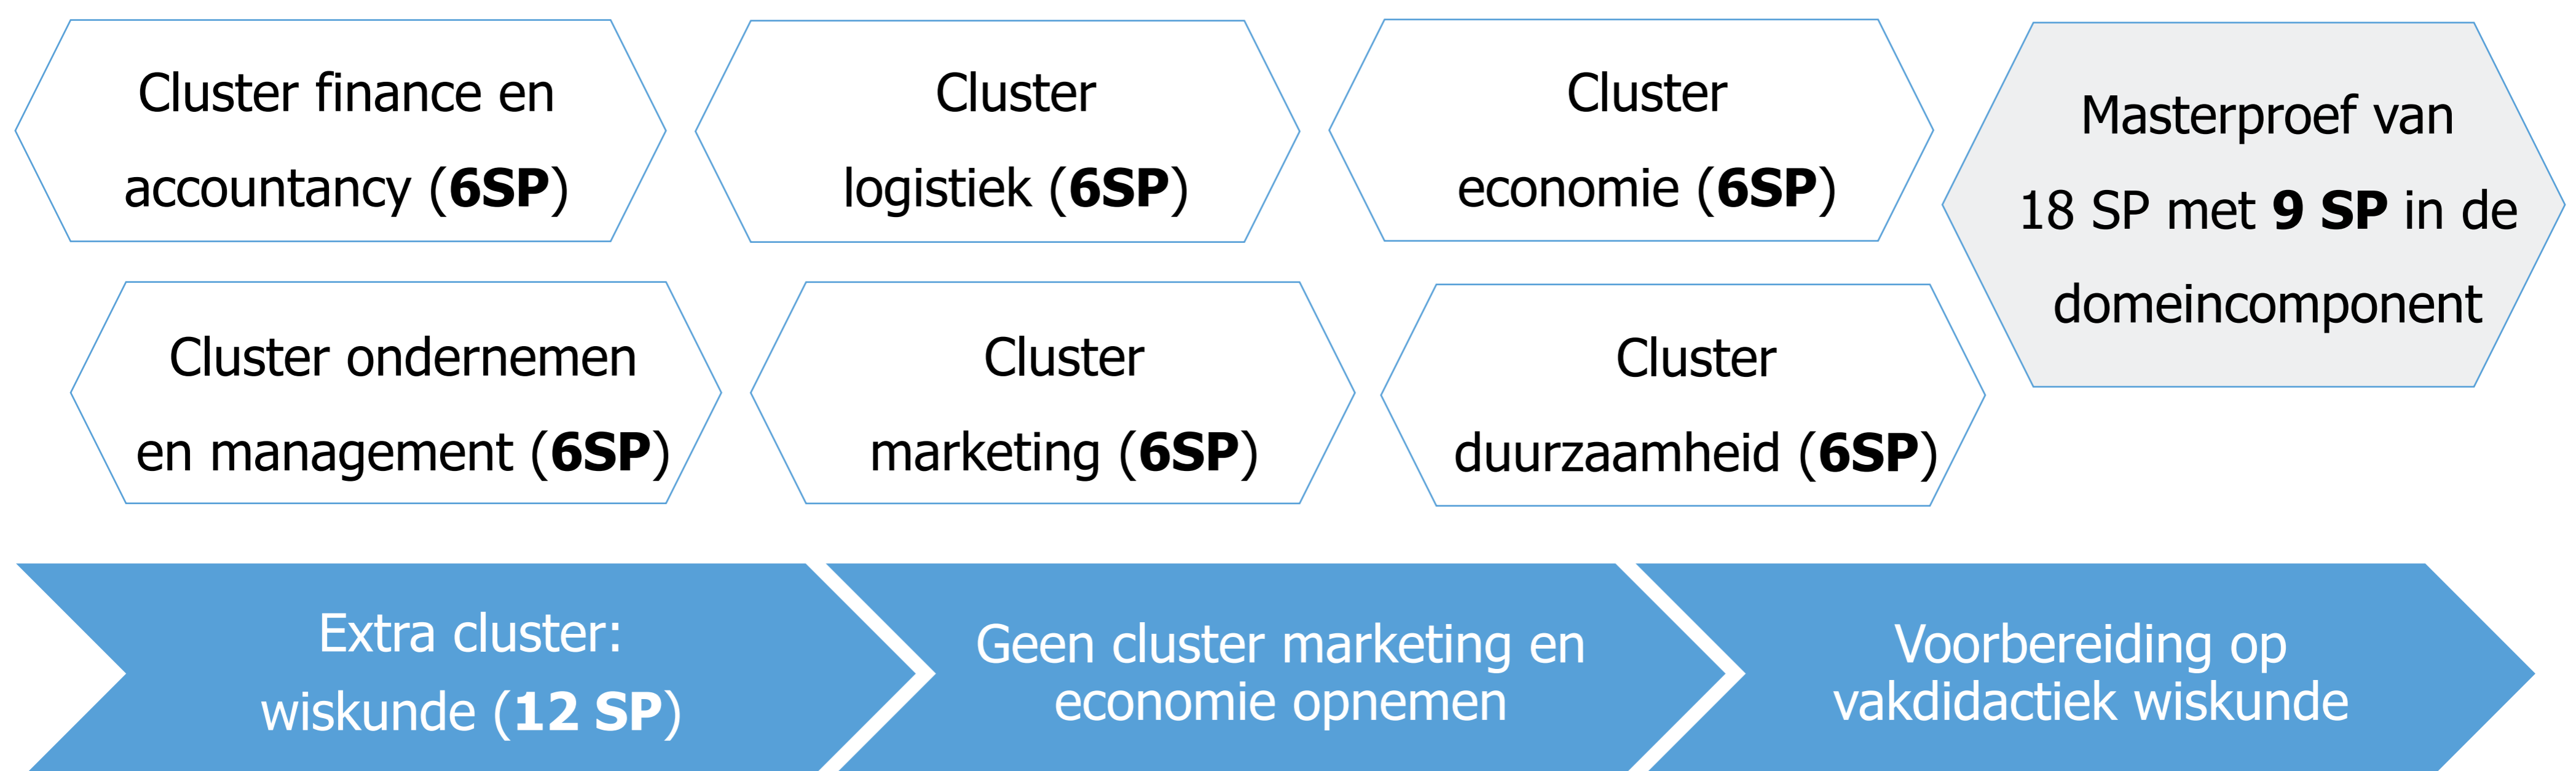 Cluster finance en
accountancy (6SP)
Cluster
logistiek (6SP)
Cluster
economie (6SP)
Masterproef van
18 SP met 9 SP in de
domeincomponent
Cluster ondernemen
en management (6SP)
Cluster
marketing (6SP)
Cluster
duurzaamheid (6SP)
Extra cluster:
wiskunde (12 SP)
Geen cluster marketing en
economie opnemen
Voorbereiding op
vakdidactiek wiskunde